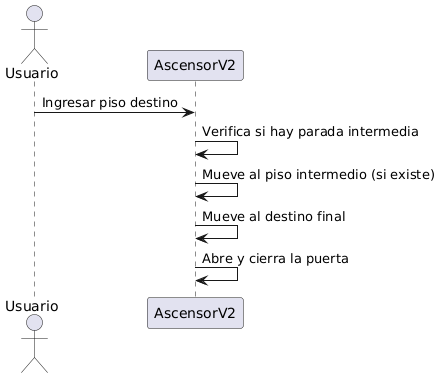 Usuario
AscensorV2
Ingresar piso destino
Verifica si hay parada intermedia
Mueve al piso intermedio (si existe)
Mueve al destino final
Abre y cierra la puerta
Usuario
AscensorV2